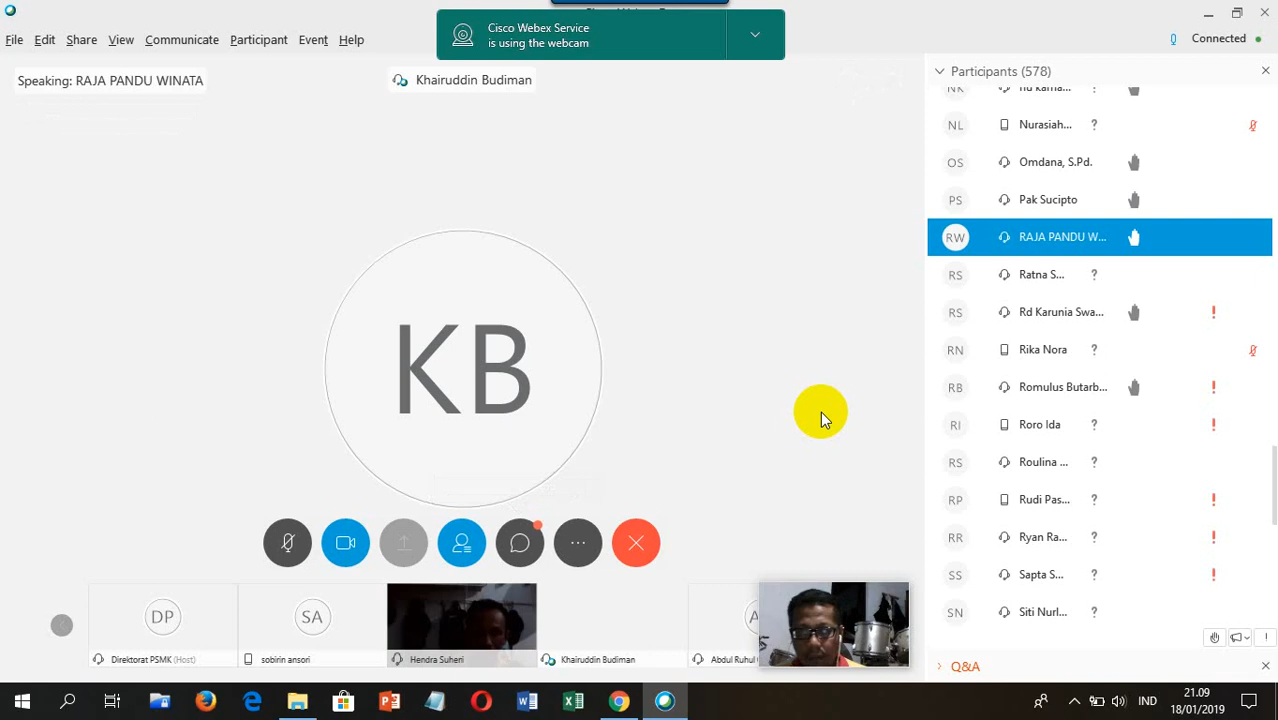 Cisco Webex Service
is using the webcam
File Edit Share View Communicate Participant Event Help
Connected
Speaking: RAJA PANDU WINATA
Khairuddin Budiman
Participants (578)
NL Nurasiah... ?
OS Omdana, S.Pd.
PS Pak Sucipto
RW RAJA PANDU W...
RS Ratna S... ?
RS Rd Karunia Swa... !
RN Rika Nora ?
RB Romulus Butarb... !
RI Roro Ida ? !
RS Roulina ... ?
RP Rudi Pas... ? !
RR Ryan Ra... ? !
SS Sapta S... ? !
SN Siti Nurl... ?
KB
DP
SA
Direktorat PSMK (Host)
sobirin ansori
Hendra Suheri
Khairuddin Budiman
Abdul Ruhul
Q&A
IND
21.09
18/01/2019